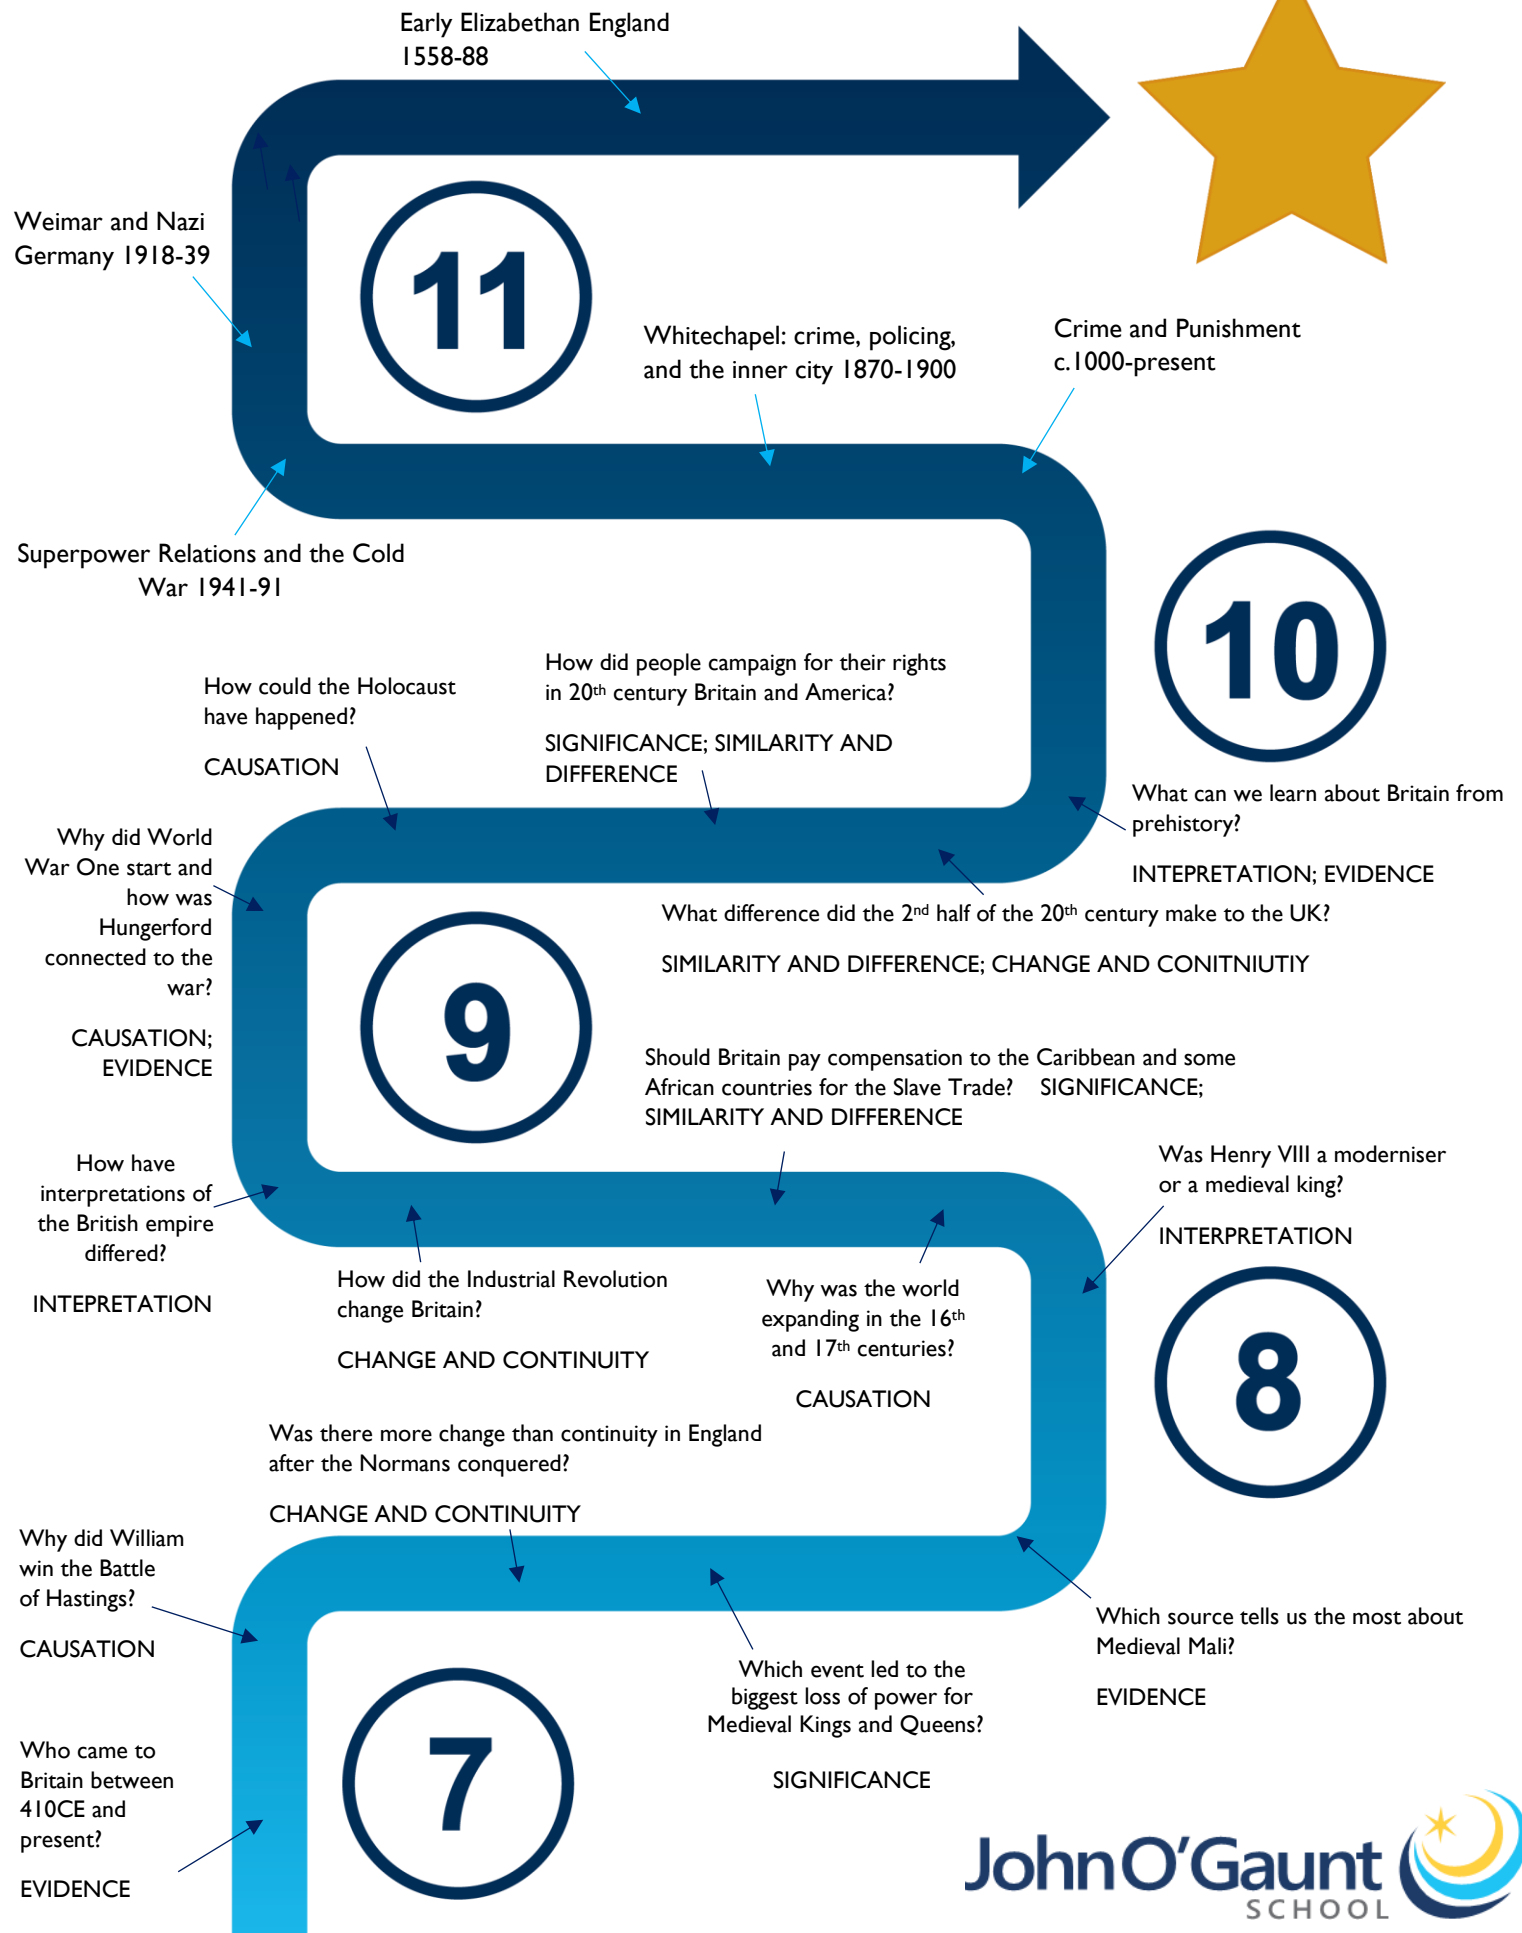 Early Elizabethan England
1558-88
Weimar and Nazi
Germany 1918-39
11
Whitechapel: crime, policing,
and the inner city 1870-1900
Crime and Punishment
c.1000-present
Superpower Relations and the Cold
War 1941-91
10
How could the Holocaust
have happened?
CAUSATION
How did people campaign for their rights
in 20th century Britain and America?
SIGNIFICANCE; SIMILARITY AND
DIFFERENCE
What can we learn about Britain from
prehistory?
INTEPRETATION; EVIDENCE
Why did World
War One start and
how was
Hungerford
connected to the
war?
CAUSATION;
EVIDENCE
What difference did the 2nd half of the 20th century make to the UK?
SIMILARITY AND DIFFERENCE; CHANGE AND CONITNIUTIY
9
Should Britain pay compensation to the Caribbean and some
African countries for the Slave Trade? SIGNIFICANCE;
SIMILARITY AND DIFFERENCE
How have
interpretations of
the British empire
differed?
INTEPRETATION
Was Henry VIII a moderniser
or a medieval king?
INTERPRETATION
How did the Industrial Revolution
change Britain?
CHANGE AND CONTINUITY
Why was the world
expanding in the 16th
and 17th centuries?
CAUSATION
8
Was there more change than continuity in England
after the Normans conquered?
CHANGE AND CONTINUITY
Why did William
win the Battle
of Hastings?
CAUSATION
Which source tells us the most about
Medieval Mali?
EVIDENCE
Which event led to the
biggest loss of power for
Medieval Kings and Queens?
SIGNIFICANCE
7
Who came to
Britain between
410CE and
present?
EVIDENCE
John O'Gaunt
SCHOOL